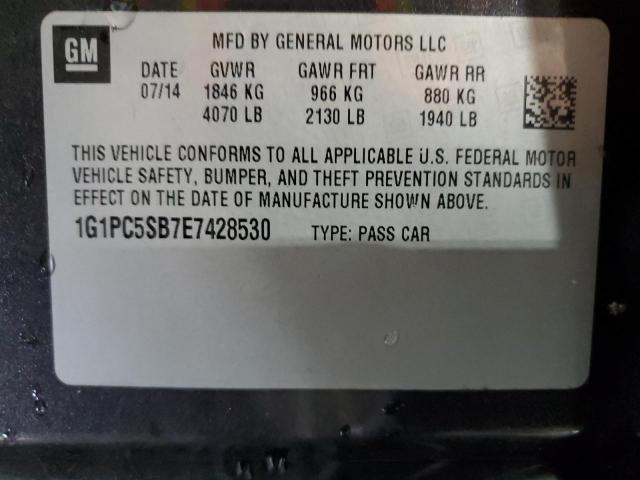 GM
MFD BY GENERAL MOTORS LLC
DATE GVWR GAWR FRT GAWR RR
07/14 1846 KG 966 KG 880 KG
4070 LB 2130 LB 1940 LB
THIS VEHICLE CONFORMS TO ALL APPLICABLE U.S. FEDERAL MOTOR
VEHICLE SAFETY, BUMPER, AND THEFT PREVENTION STANDARDS IN
EFFECT ON THE DATE OF MANUFACTURE SHOWN ABOVE.
1G1PC5SB7E7428530 TYPE: PASS CAR